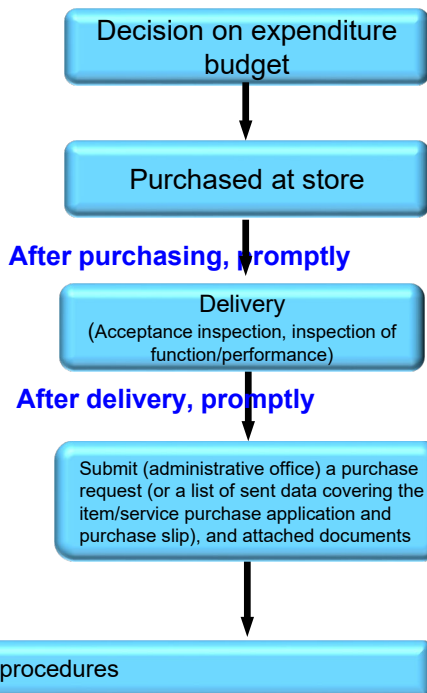 Decision on expenditure
budget
Purchased at store
After purchasing, promptly
Delivery
(Acceptance inspection, inspection of
function/performance)
After delivery, promptly
Submit (administrative office) a purchase
request (or a list of sent data covering the
item/service purchase application and
purchase slip), and attached documents
procedures